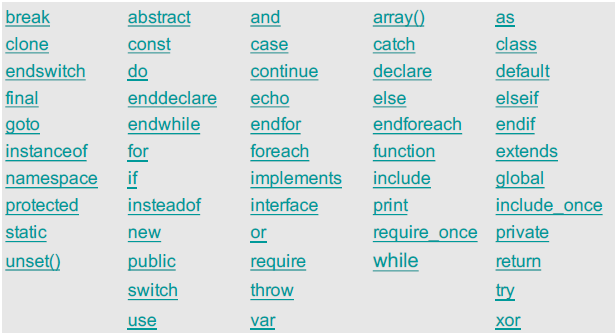 break abstract and array() as
clone const case catch class
endswitch do continue declare default
final enddeclare echo else elseif
goto endwhile endfor endforeach endif
instanceof for foreach function extends
namespace if implements include global
protected insteadof interface print include_once
static new or require_once private
unset() public require while return
switch throw try
use var xor